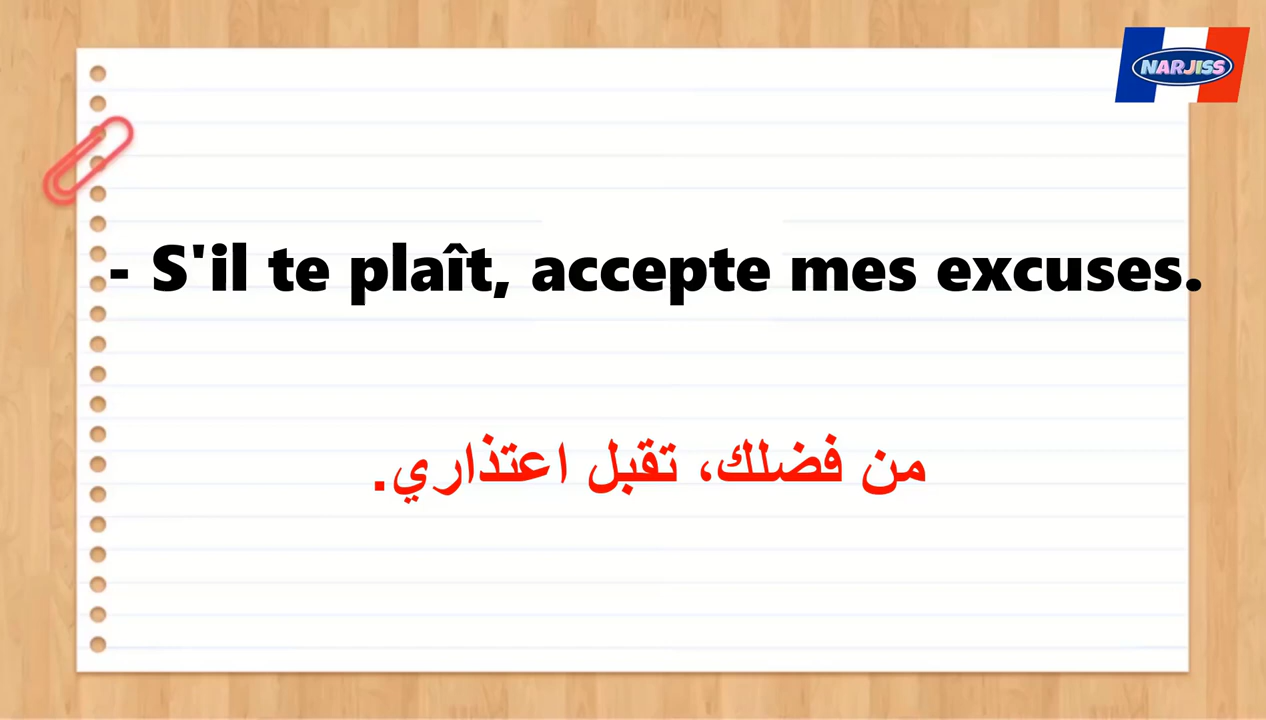 NARJISS
- S'il te plaît, accepte mes excuses.
من فضلك، تقبل اعتذاري.